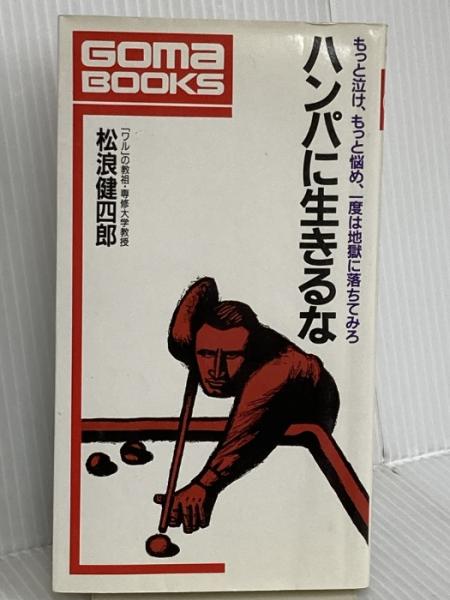 GOMA
BOOKS
もっと泣け、もっと悩め、一度は地獄に落ちてみろ
ハンパに生きるな
「ワル」の教祖・専修大学教授
松浪健四郎